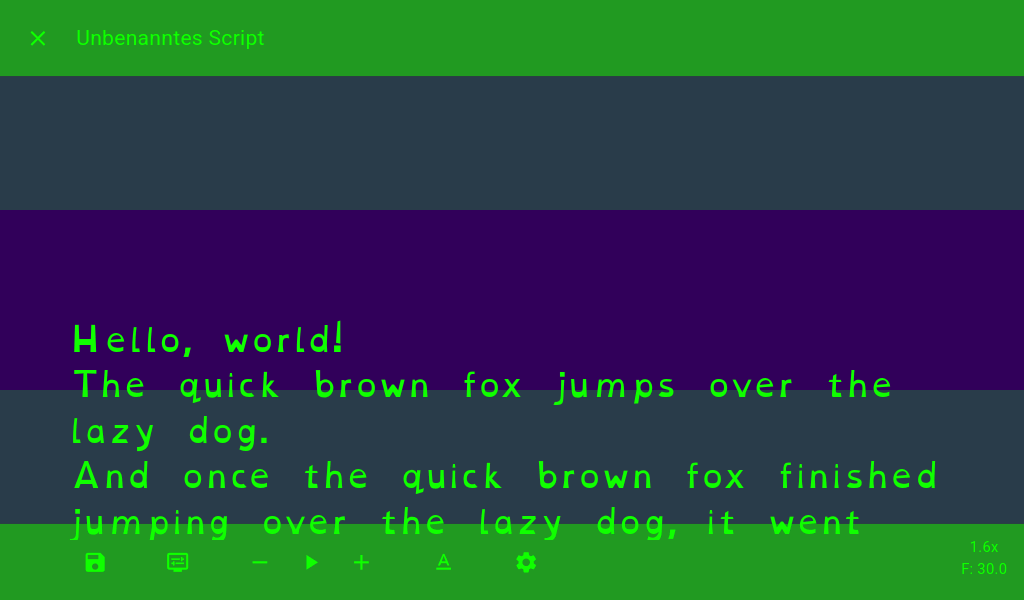 Unbenanntes Script
Hello, world!
The quick brown fox jumps over the
lazy dog.
And once the quick brown fox finished
jumping over the lazy dog, it went
1.6x
F: 30.0